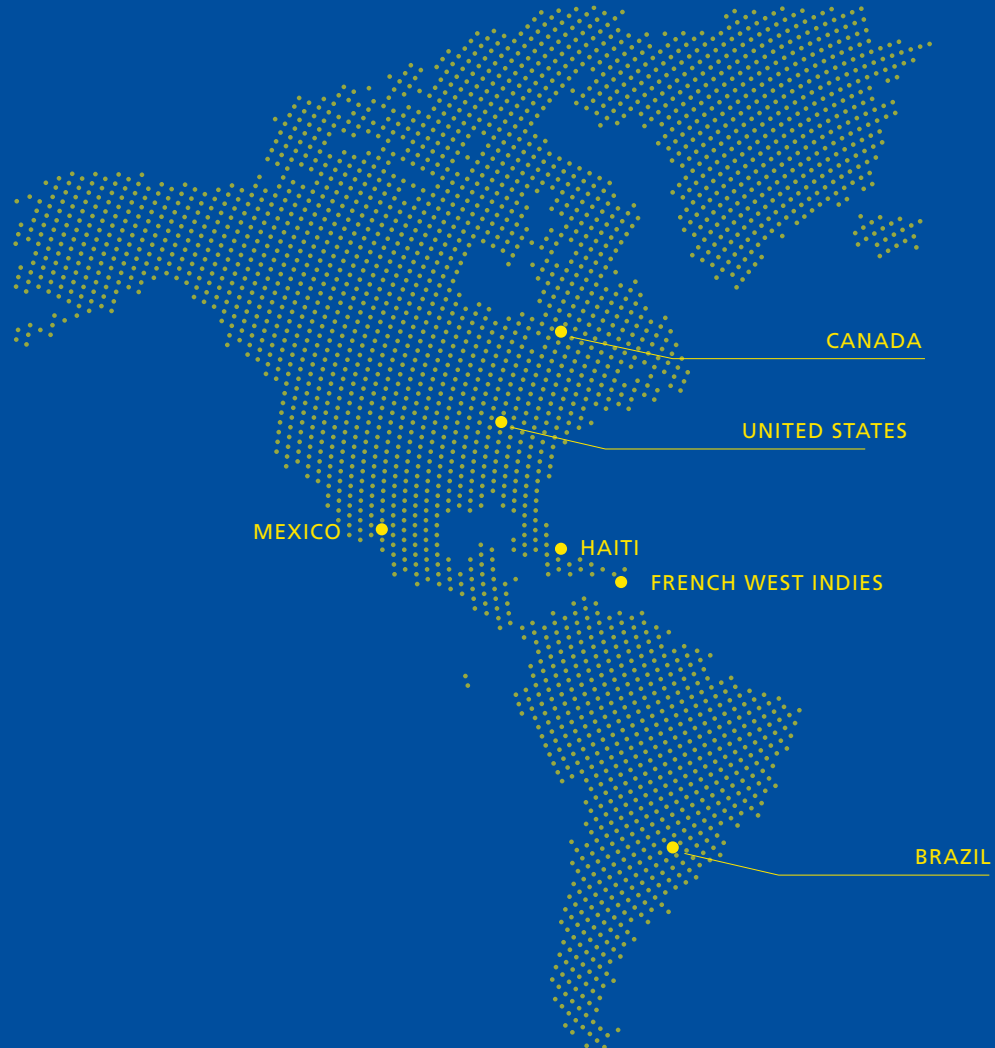 CANADA
UNITED STATES
MEXICO
HAITI
FRENCH WEST INDIES
BRAZIL